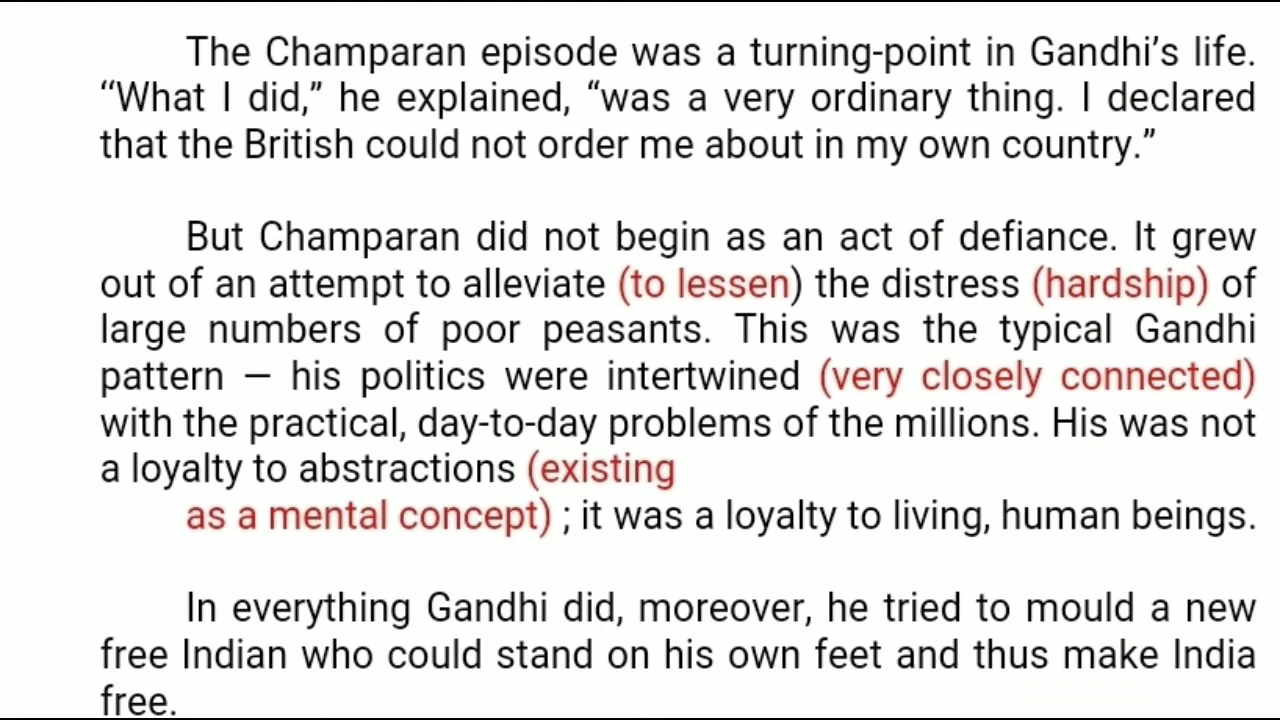 The Champaran episode was a turning-point in Gandhi’s life.
“What I did,” he explained, “was a very ordinary thing. I declared
that the British could not order me about in my own country.”
But Champaran did not begin as an act of defiance. It grew
out of an attempt to alleviate (to lessen) the distress (hardship) of
large numbers of poor peasants. This was the typical Gandhi
pattern — his politics were intertwined (very closely connected)
with the practical, day-to-day problems of the millions. His was not
a loyalty to abstractions (existing
as a mental concept) ; it was a loyalty to living, human beings.
In everything Gandhi did, moreover, he tried to mould a new
free Indian who could stand on his own feet and thus make India
free.